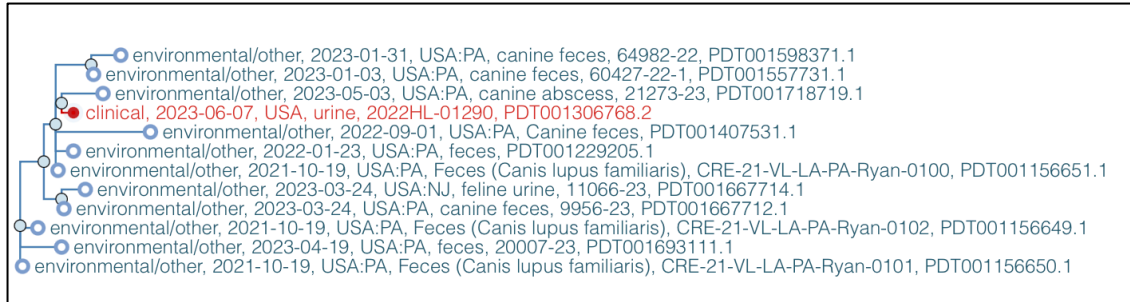 environmental/other, 2023-01-31, USA:PA, canine feces, 64982-22, PDT001598371.1
environmental/other, 2023-01-03, USA:PA, canine feces, 60427-22-1, PDT001557731.1
environmental/other, 2023-05-03, USA:PA, canine abscess, 21273-23, PDT001718719.1
clinical, 2023-06-07, USA, urine, 2022HL-01290, PDT001306768.2
environmental/other, 2022-09-01, USA:PA, Canine feces, PDT001407531.1
environmental/other, 2022-01-23, USA:PA, feces, PDT001229205.1
environmental/other, 2021-10-19, USA:PA, Feces (Canis lupus familiaris), CRE-21-VL-LA-PA-Ryan-0100, PDT001156651.1
environmental/other, 2023-03-24, USA:NJ, feline urine, 11066-23, PDT001667714.1
environmental/other, 2023-03-24, USA:PA, canine feces, 9956-23, PDT001667712.1
environmental/other, 2021-10-19, USA:PA, Feces (Canis lupus familiaris), CRE-21-VL-LA-PA-Ryan-0102, PDT001156649.1
environmental/other, 2023-04-19, USA:PA, feces, 20007-23, PDT001693111.1
environmental/other, 2021-10-19, USA:PA, Feces (Canis lupus familiaris), CRE-21-VL-LA-PA-Ryan-0101, PDT001156650.1